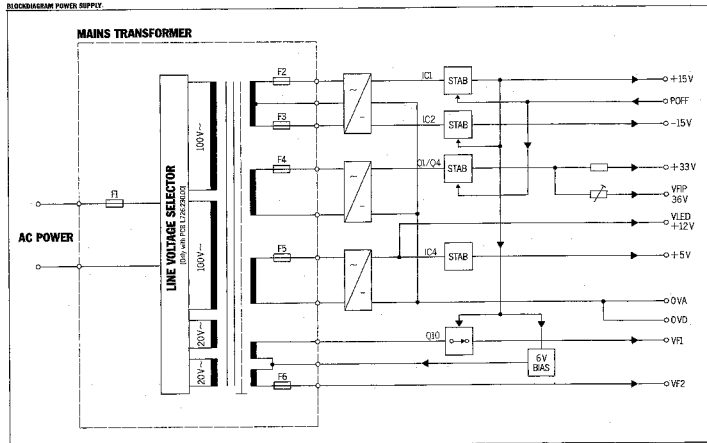 BLOCKDIAGRAM POWER SUPPLY
MAINS TRANSFORMER
AC POWER
F1
LINE VOLTAGE SELECTOR
100V~
100V~
20V~
20V~
F2
F3
F4
F5
F6
~
=
~
=
~
=
IC1
STAB
IC2
STAB
Q1/Q4
STAB
IC4
STAB
Q10
6V
BIAS
+15V
POFF
-15V
+33V
VFIP
36V
VLED
+12V
+5V
0VA
0VD
VF1
VF2